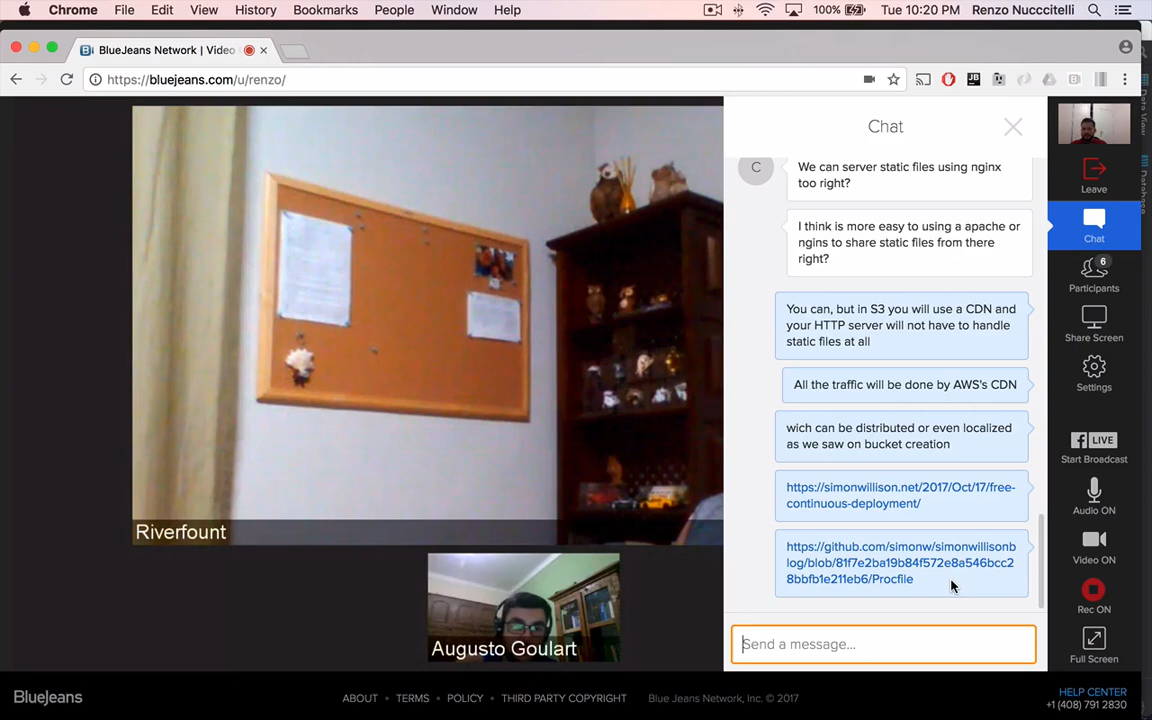 Chrome File Edit View History Bookmarks People Window Help 100% Tue 10:20 PM Renzo Nucccitelli
BlueJeans Network | Video
https://bluejeans.com/u/renzo/
Riverfount
Augusto Goulart
Chat
C
We can server static files using nginx
too right?
I think is more easy to using a apache or
ngins to share static files from there
right?
You can, but in S3 you will use a CDN and
your HTTP server will not have to handle
static files at all
All the traffic will be done by AWS's CDN
wich can be distributed or even localized
as we saw on bucket creation
https://simonwillison.net/2017/Oct/17/free-
continuous-deployment/
https://github.com/simonw/simonwillisonb
log/blob/81f7e2ba19b84f572e8a546bcc2
8bbfb1e211eb6/Procfile
Send a message...
Leave
Chat
6
Participants
Share Screen
Settings
LIVE
Start Broadcast
Audio ON
Video ON
Rec ON
Full Screen
BlueJeans
ABOUT TERMS POLICY THIRD PARTY COPYRIGHT Blue Jeans Network, Inc. © 2017
HELP CENTER
+1 (408) 791 2830